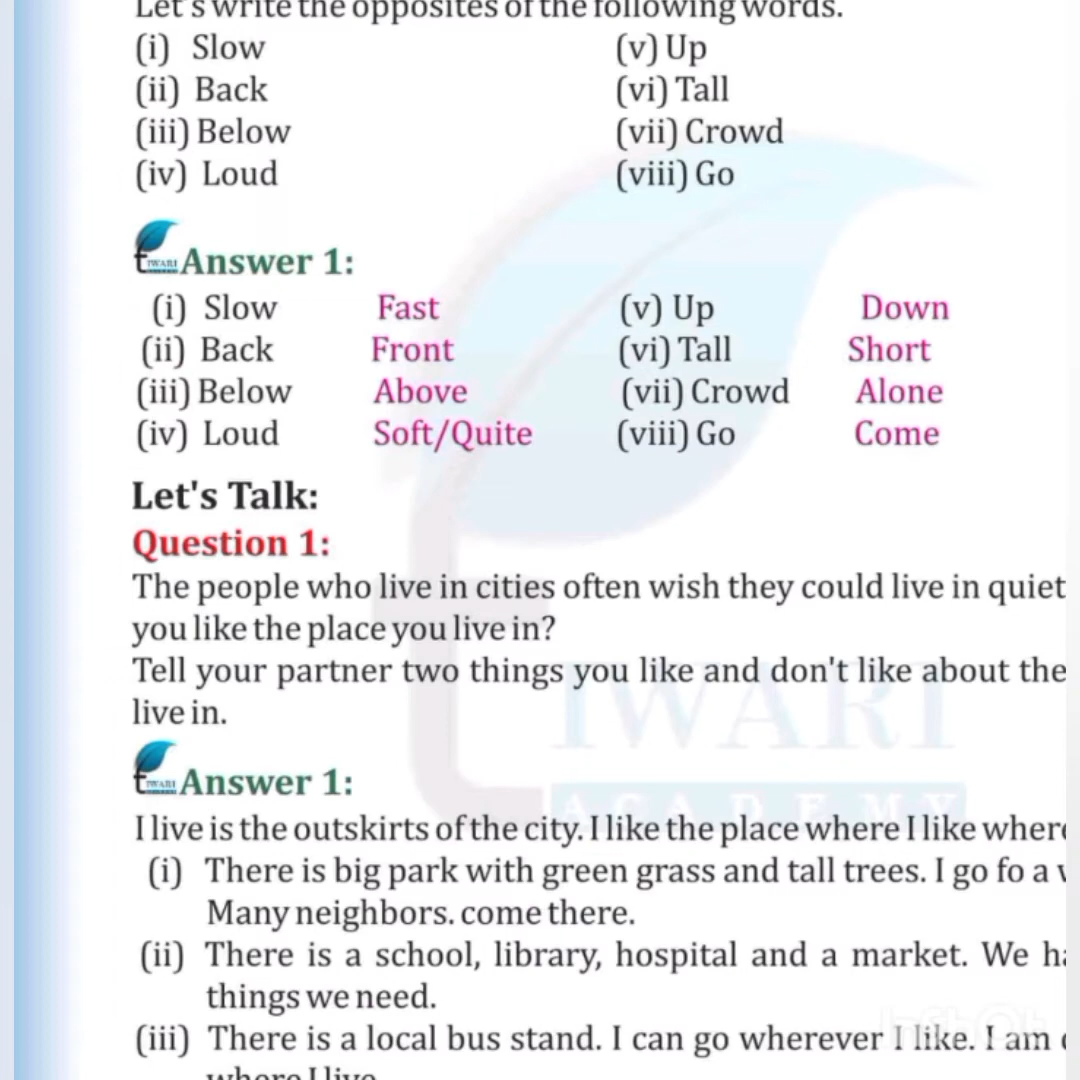 Let's write the opposites of the following words.
(i) Slow (v) Up
(ii) Back (vi) Tall
(iii) Below (vii) Crowd
(iv) Loud (viii) Go
TIWARI Answer 1:
(i) Slow Fast (v) Up Down
(ii) Back Front (vi) Tall Short
(iii) Below Above (vii) Crowd Alone
(iv) Loud Soft/Quite (viii) Go Come
Let's Talk:
Question 1:
The people who live in cities often wish they could live in quiet
you like the place you live in?
Tell your partner two things you like and don't like about the
live in.
TIWARI
TIWARI Answer 1:
ACADEMY
I live is the outskirts of the city. I like the place where I like where
(i) There is big park with green grass and tall trees. I go fo a
Many neighbors. come there.
(ii) There is a school, library, hospital and a market. We
things we need.
(iii) There is a local bus stand. I can go wherever I like. I am
where I live